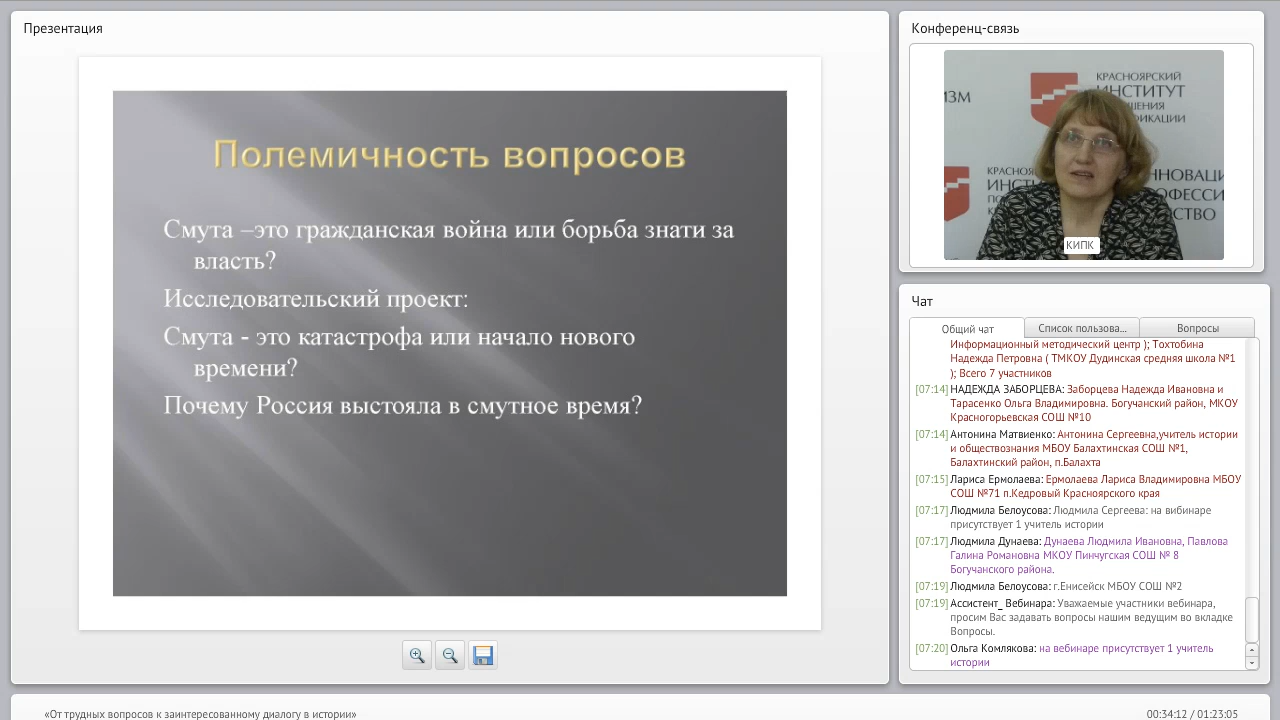 Презентация
Полемичность вопросов
Смута –это гражданская война или борьба знати за
власть?
Исследовательский проект:
Смута - это катастрофа или начало нового
времени?
Почему Россия выстояла в смутное время?
Конференц-связь
ИЗМ
КРАСНОЯРСКИЙ
ИНСТИТУТ
КИПК
Чат
Общий чат
Список пользова...
Вопросы
Информационный методический центр ); Тохтобина
Надежда Петровна ( ТМКОУ Дудинская средняя школа №1
); Всего 7 участников
[07:14] НАДЕЖДА ЗАБОРЦЕВА: Заборцева Надежда Ивановна и
Тарасенко Ольга Владимировна. Богучанский район, МКОУ
Красногорьевская СОШ №10
[07:14] Антонина Матвиенко: Антонина Сергеевна,учитель истории
и обществознания МБОУ Балахтинская СОШ №1,
Балахтинский район, п.Балахта
[07:15] Лариса Ермолаева: Ермолаева Лариса Владимировна МБОУ
СОШ №71 п.Кедровый Красноярского края
[07:17] Людмила Белоусова: Людмила Сергеева: на вибинаре
присутствует 1 учитель истории
[07:17] Людмила Дунаева: Дунаева Людмила Ивановна, Павлова
Галина Романовна МКОУ Пинчугская СОШ № 8
Богучанского района.
[07:19] Людмила Белоусова: г.Енисейск МБОУ СОШ №2
[07:19] Ассистент_ Вебинара: Уважаемые участники вебинара,
просим Вас задавать вопросы нашим ведущим во вкладке
Вопросы.
[07:20] Ольга Комлякова: на вебинаре присутствует 1 учитель
истории
«От трудных вопросов к заинтересованному диалогу в истории»
00:34:12 / 01:23:05